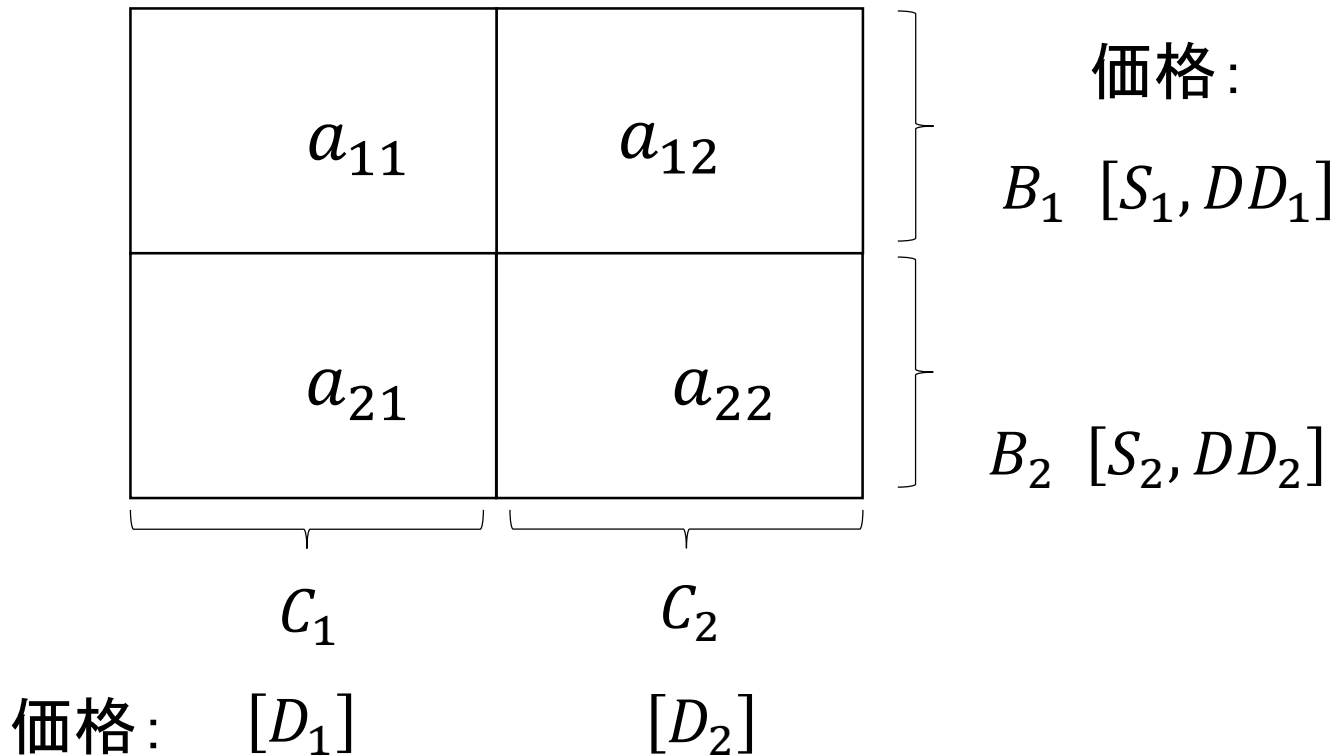 価格:
a₁₁ a₁₂ B₁ [S₁, DD₁]
a₂₁ a₂₂ B₂ [S₂, DD₂]
C₁ C₂
価格: [D₁] [D₂]